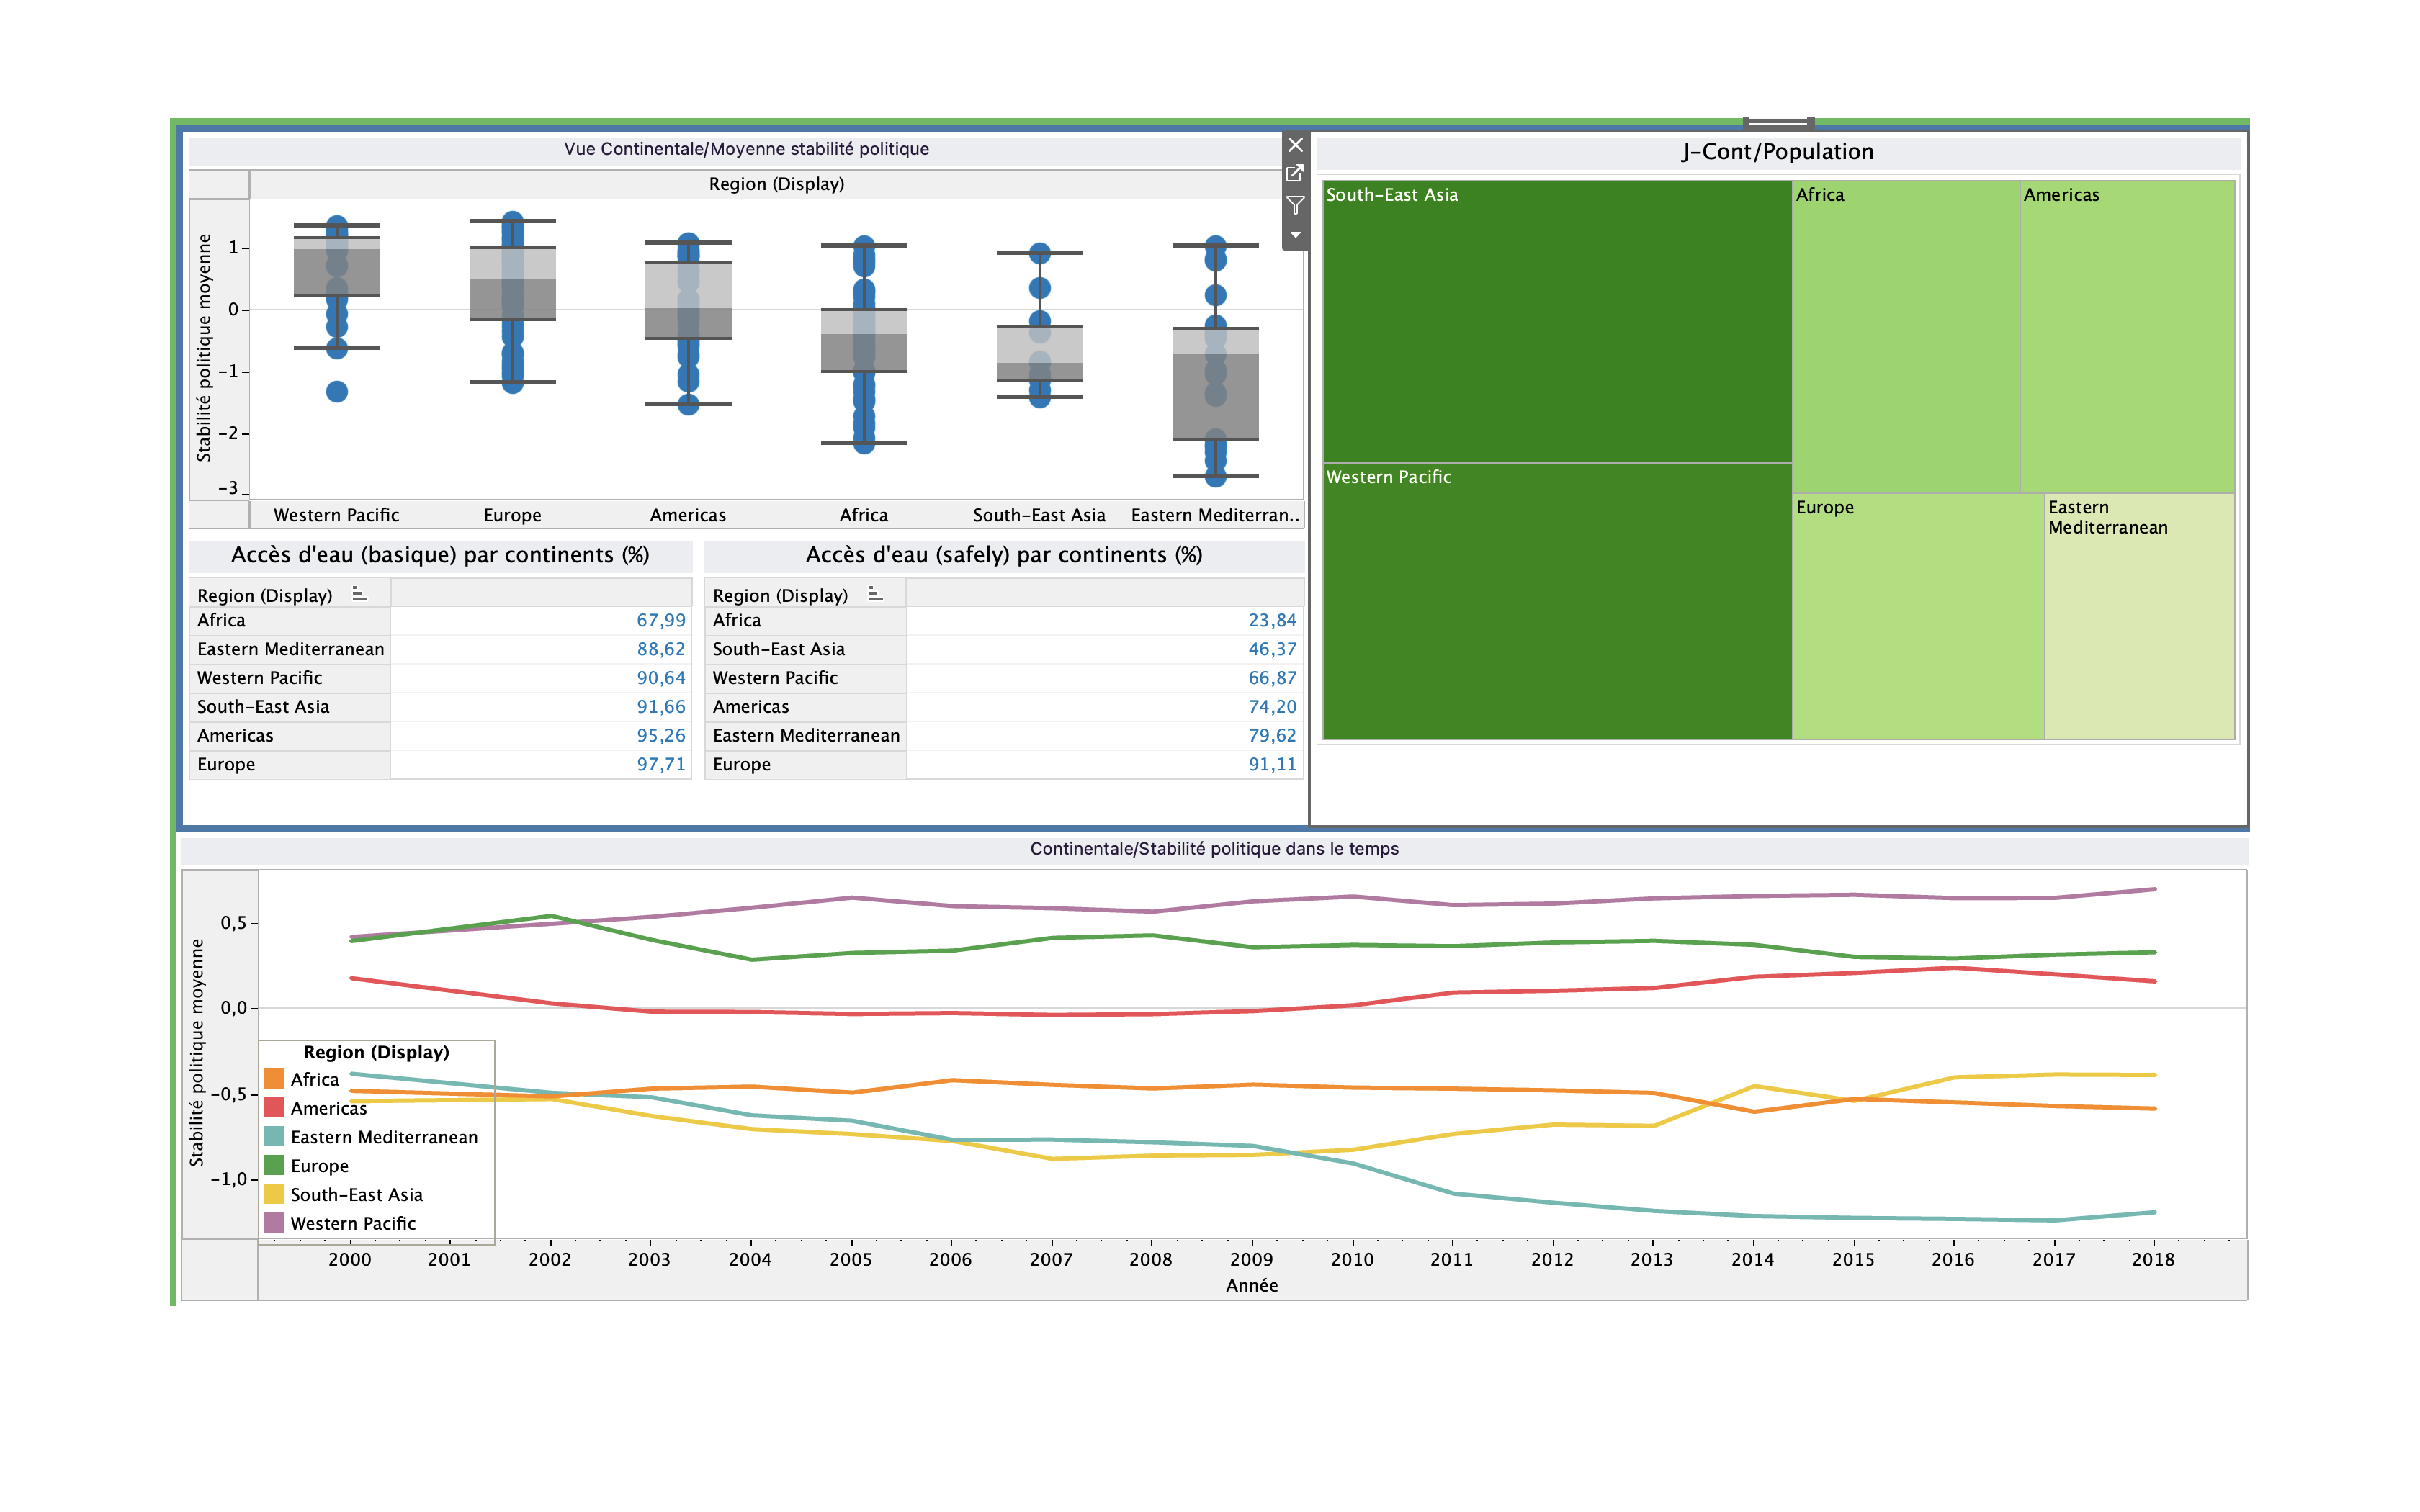 Vue Continentale/Moyenne stabilité politique
Region (Display)
Stabilité politique moyenne
1
0
−1
−2
−3
Western Pacific
Europe
Americas
Africa
South−East Asia
Eastern Mediterran..
Accès d'eau (basique) par continents (%)
Region (Display)
Africa 67,99
Eastern Mediterranean 88,62
Western Pacific 90,64
South−East Asia 91,66
Americas 95,26
Europe 97,71
Accès d'eau (safely) par continents (%)
Region (Display)
Africa 23,84
South−East Asia 46,37
Western Pacific 66,87
Americas 74,20
Eastern Mediterranean 79,62
Europe 91,11
J−Cont/Population
South−East Asia
Africa
Americas
Western Pacific
Europe
Eastern
Mediterranean
Continentale/Stabilité politique dans le temps
Stabilité politique moyenne
0,5
0,0
−0,5
−1,0
Region (Display)
Africa
Americas
Eastern Mediterranean
Europe
South−East Asia
Western Pacific
2000 2001 2002 2003 2004 2005 2006 2007 2008 2009 2010 2011 2012 2013 2014 2015 2016 2017 2018
Année